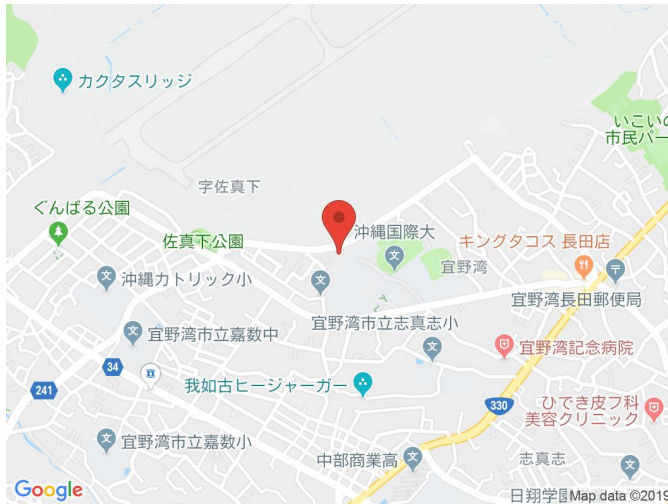 カクタスリッジ
いこいの
市民パー
字佐真下
ぐんばる公園
佐真下公園
沖縄国際大
キングタコス 長田店
宜野湾
沖縄カトリック小
宜野湾長田郵便局
宜野湾市立志真志小
宜野湾市立嘉数中
宜野湾記念病院
34
241
我如古ヒージャーガー
330
ひでき皮フ科
美容クリニック
宜野湾市立嘉数小
中部商業高
志真志
日翔学園
Google
Map data ©2019